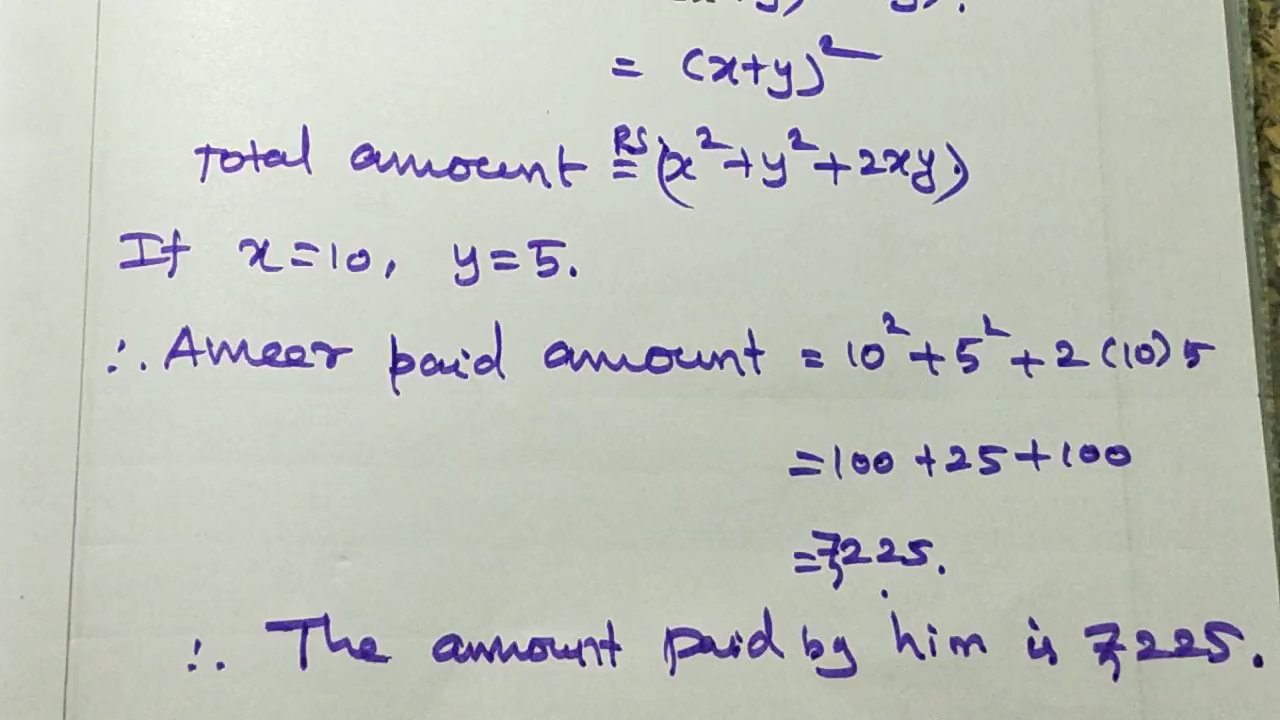 = (x+y)²
Total amount = RS (x²+y²+2xy)
If x=10, y=5.
∴ Ameer paid amount = 10²+5²+2(10)5
=100+25+100
=₹225.
∴ The amount paid by him is ₹225.